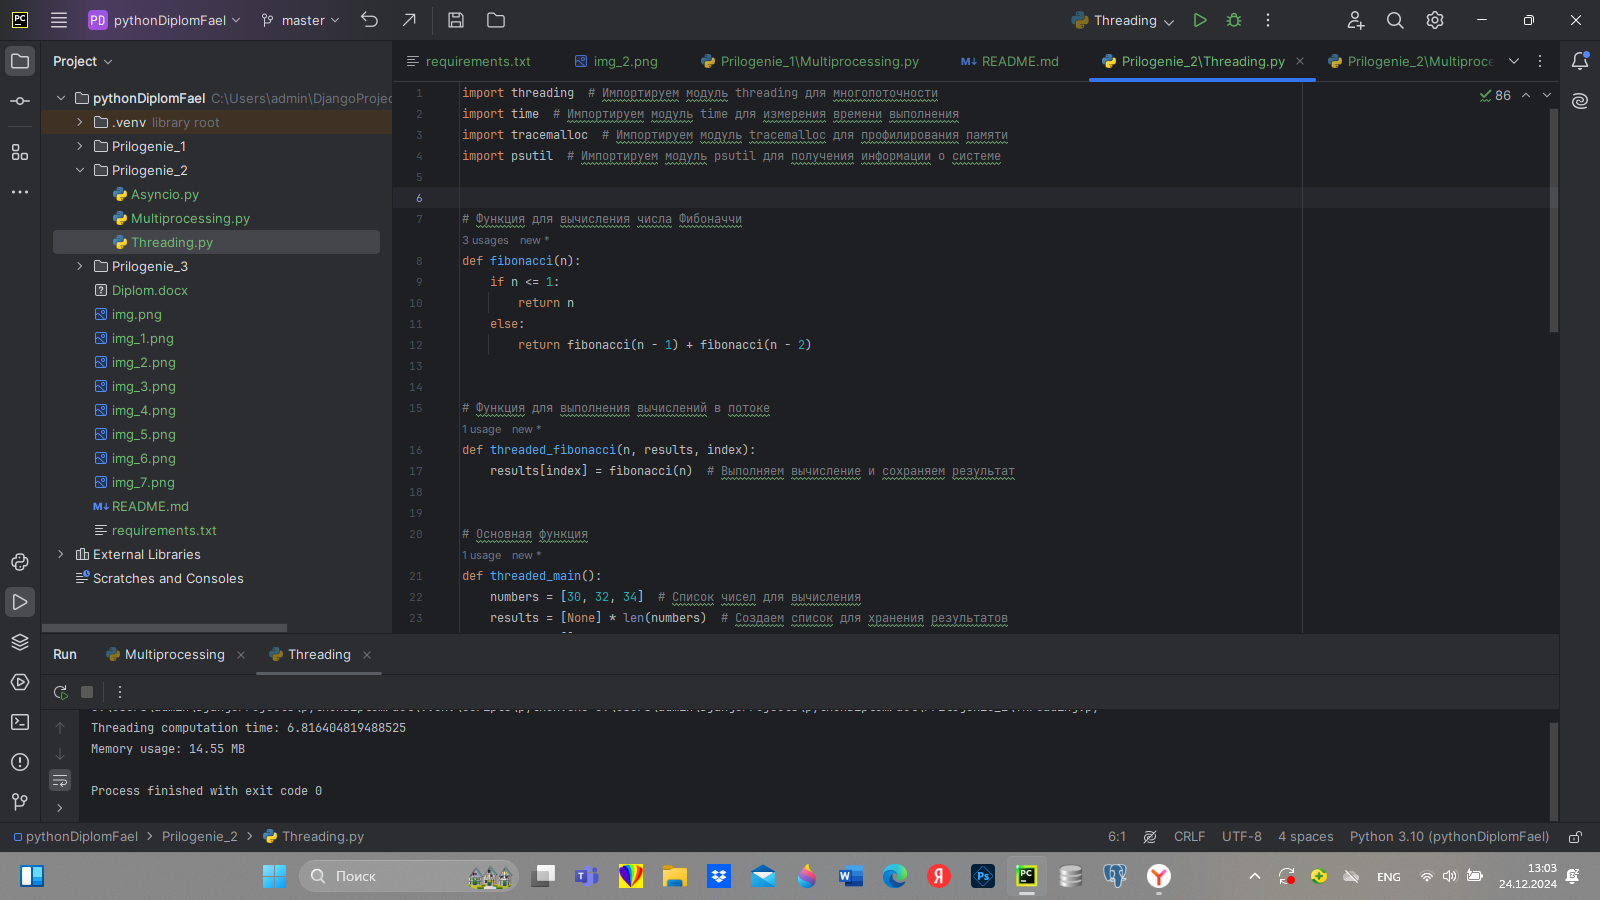 PC
PD pythonDiplomFael
master
Threading
Project
requirements.txt
img_2.png
Prilogenie_1\Multiprocessing.py
M↓ README.md
Prilogenie_2\Threading.py
Prilogenie_2\Multiproce
pythonDiplomFael C:\Users\admin\DjangoProjec
.venv library root
Prilogenie_1
Prilogenie_2
Asyncio.py
Multiprocessing.py
Threading.py
Prilogenie_3
Diplom.docx
img.png
img_1.png
img_2.png
img_3.png
img_4.png
img_5.png
img_6.png
img_7.png
M↓ README.md
requirements.txt
External Libraries
Scratches and Consoles
86
1 import threading  # Импортируем модуль threading для многопоточности
2 import time  # Импортируем модуль time для измерения времени выполнения
3 import tracemalloc  # Импортируем модуль tracemalloc для профилирования памяти
4 import psutil  # Импортируем модуль psutil для получения информации о системе
5
6
7 # Функция для вычисления числа Фибоначчи
3 usages new *
8 def fibonacci(n):
9 if n <= 1:
10 return n
11 else:
12 return fibonacci(n - 1) + fibonacci(n - 2)
13
14
15 # Функция для выполнения вычислений в потоке
1 usage new *
16 def threaded_fibonacci(n, results, index):
17 results[index] = fibonacci(n)  # Выполняем вычисление и сохраняем результат
18
19
20 # Основная функция
1 usage new *
21 def threaded_main():
22 numbers = [30, 32, 34]  # Список чисел для вычисления
23 results = [None] * len(numbers)  # Создаем список для хранения результатов
Run
Multiprocessing
Threading
Threading computation time: 6.816404819488525
Memory usage: 14.55 MB
Process finished with exit code 0
pythonDiplomFael > Prilogenie_2 > Threading.py
6:1
CRLF
UTF-8
4 spaces
Python 3.10 (pythonDiplomFael)
Поиск
ENG
13:03
24.12.2024